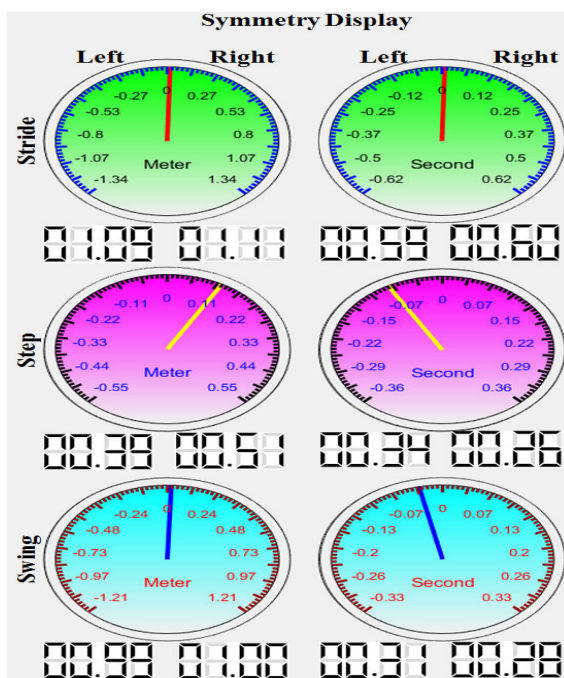 Symmetry Display
Left Right Left Right
Stride
0
-0.27 0.27
-0.53 0.53
-0.8 0.8
-1.07 1.07
-1.34 1.34
Meter
0
-0.12 0.12
-0.25 0.25
-0.37 0.37
-0.5 0.5
-0.62 0.62
Second
01.09 01.11 00.59 00.60
Step
0
-0.11 0.11
-0.22 0.22
-0.33 0.33
-0.44 0.44
-0.55 0.55
Meter
0
-0.07 0.07
-0.15 0.15
-0.22 0.22
-0.29 0.29
-0.36 0.36
Second
00.39 00.51 00.34 00.26
Swing
0
-0.24 0.24
-0.48 0.48
-0.73 0.73
-0.97 0.97
-1.21 1.21
Meter
0
-0.07 0.07
-0.13 0.13
-0.2 0.2
-0.26 0.26
-0.33 0.33
Second
00.99 01.00 00.31 00.28